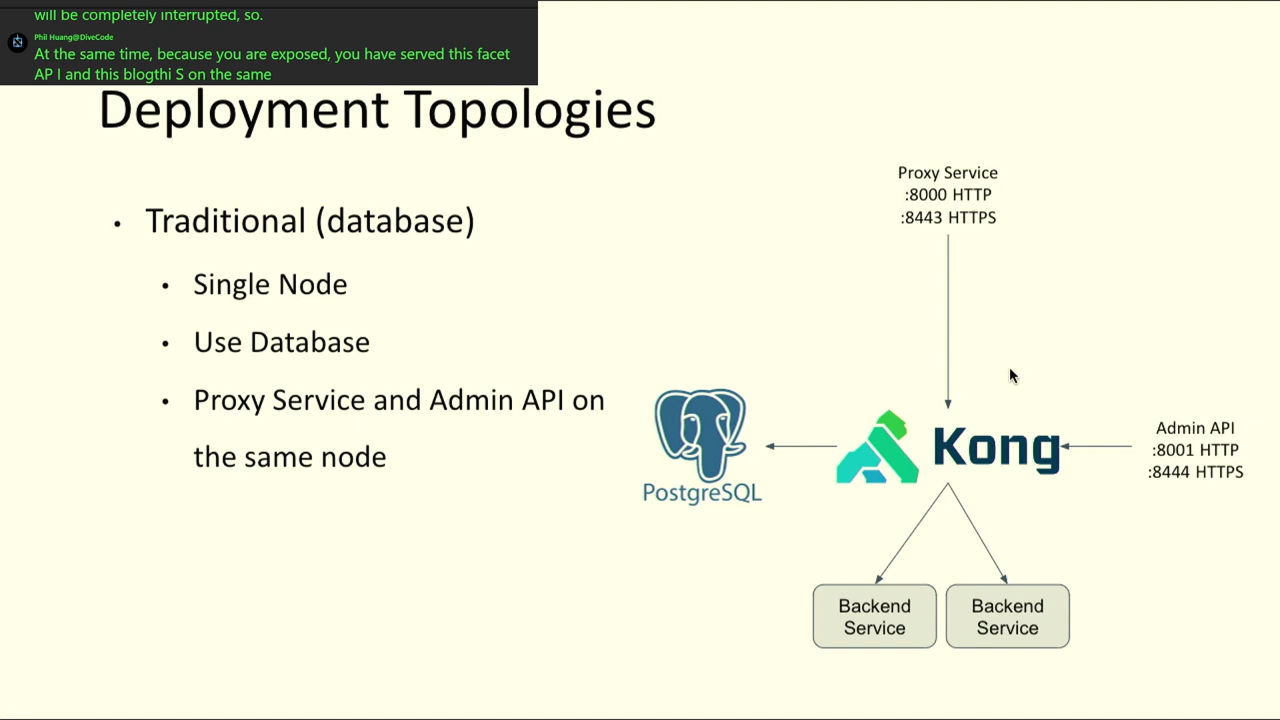 will be completely interrupted, so.
Phil Huang@DiveCode
At the same time, because you are exposed, you have served this facet
AP I and this blogthi S on the same
Deployment Topologies
• Traditional (database)
• Single Node
• Use Database
• Proxy Service and Admin API on
the same node
Proxy Service
:8000 HTTP
:8443 HTTPS
PostgreSQL
Kong
Admin API
:8001 HTTP
:8444 HTTPS
Backend
Service
Backend
Service